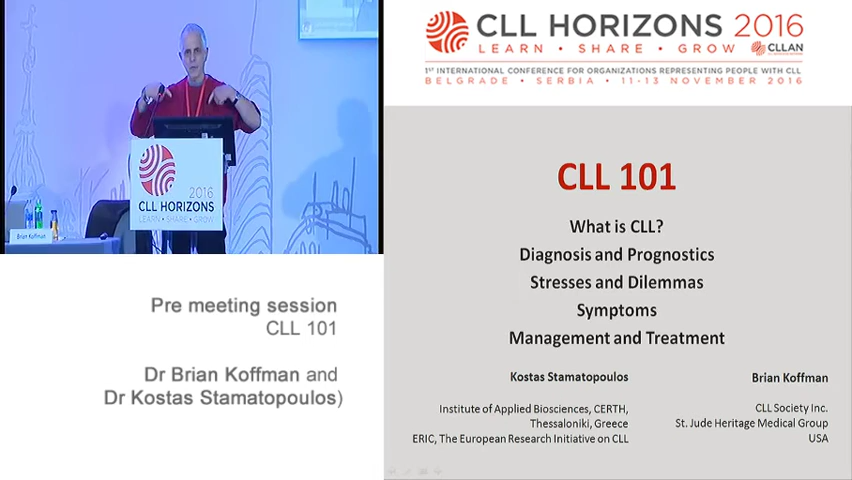 CLL HORIZONS 2016
LEARN • SHARE • GROW
CLLAN
1ST INTERNATIONAL CONFERENCE FOR ORGANIZATIONS REPRESENTING PEOPLE WITH CLL
BELGRADE • SERBIA • 11-13 NOVEMBER 2016
2016
CLL HORIZONS
LEARN • SHARE • GROW
Brian Koffman
Pre meeting session
CLL 101
Dr Brian Koffman and
Dr Kostas Stamatopoulos)
CLL 101
What is CLL?
Diagnosis and Prognostics
Stresses and Dilemmas
Symptoms
Management and Treatment
Kostas Stamatopoulos
Institute of Applied Biosciences, CERTH,
Thessaloniki, Greece
ERIC, The European Research Initiative on CLL
Brian Koffman
CLL Society Inc.
St. Jude Heritage Medical Group
USA